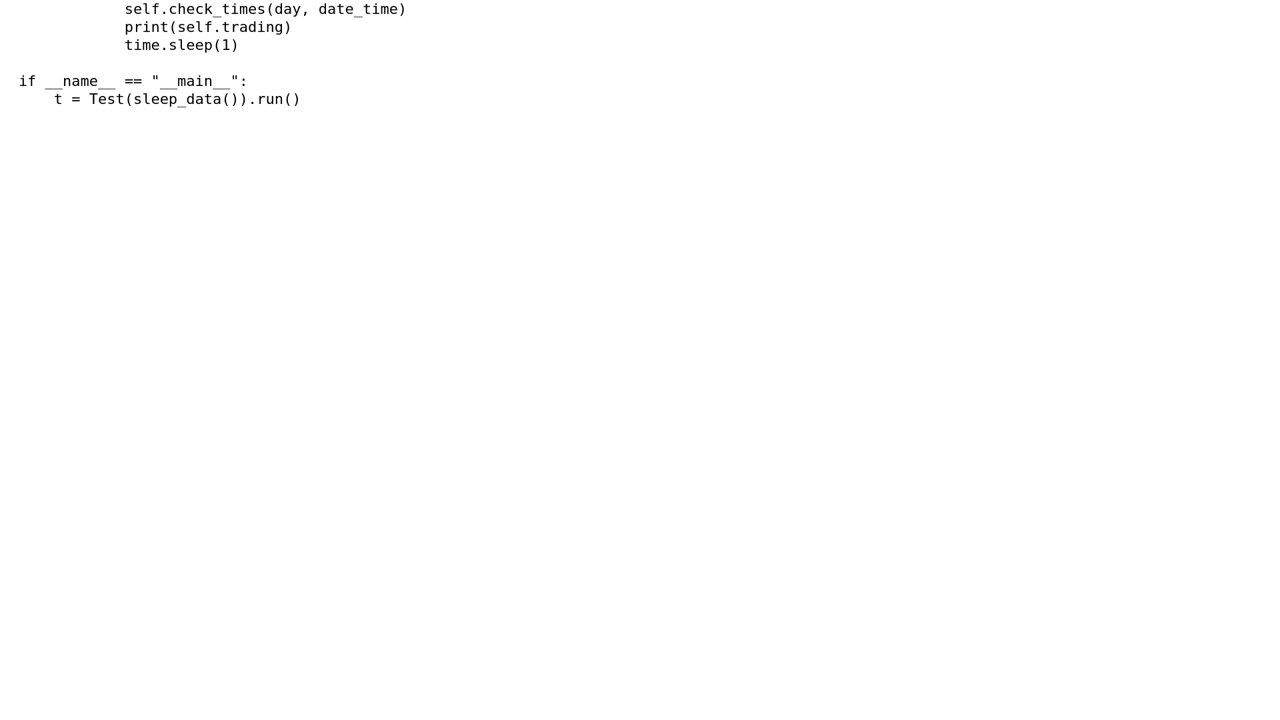 self.check_times(day, date_time)
            print(self.trading)
            time.sleep(1)

if __name__ == "__main__":
    t = Test(sleep_data()).run()